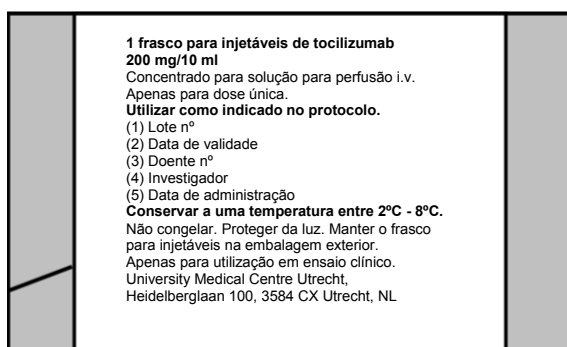 1 frasco para injetáveis de tocilizumab
200 mg/10 ml
Concentrado para solução para perfusão i.v.
Apenas para dose única.
Utilizar como indicado no protocolo.
(1) Lote nº
(2) Data de validade
(3) Doente nº
(4) Investigador
(5) Data de administração
Conservar a uma temperatura entre 2ºC - 8ºC.
Não congelar. Proteger da luz. Manter o frasco
para injetáveis na embalagem exterior.
Apenas para utilização em ensaio clínico.
University Medical Centre Utrecht,
Heidelberglaan 100, 3584 CX Utrecht, NL